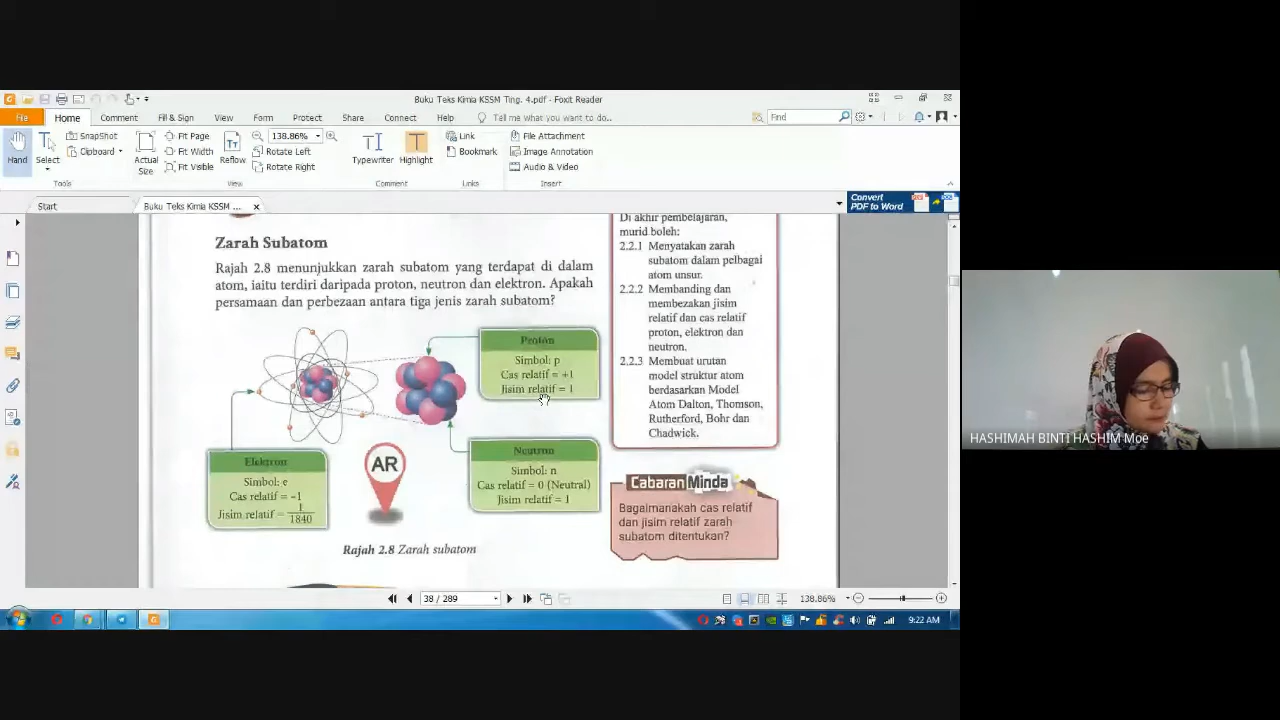 Buku Teks Kimia KSSM Ting. 4.pdf - Foxit Reader
File Home Comment Fill & Sign View Form Protect Share Connect Help Tell me what you want to do.. Find
Hand
Select
SnapShot
Clipboard
Actual Size
Fit Page
Fit Width
Fit Visible
Reflow
138.86%
Rotate Left
Rotate Right
Typewriter
Highlight
Link
Bookmark
File Attachment
Image Annotation
Audio & Video
Tools View Comment Links Insert
Start Buku Teks Kimia KSSM ...
Convert
PDF to Word
Zarah Subatom
Rajah 2.8 menunjukkan zarah subatom yang terdapat di dalam
atom, iaitu terdiri daripada proton, neutron dan elektron. Apakah
persamaan dan perbezaan antara tiga jenis zarah subatom?
Proton
Simbol: p
Cas relatif = +1
Jisim relatif = 1
Neutron
Simbol: n
Cas relatif = 0 (Neutral)
Jisim relatif = 1
Elektron
Simbol: e
Cas relatif = –1
Jisim relatif = 1/1840
AR
Rajah 2.8 Zarah subatom
Di akhir pembelajaran,
murid boleh:
2.2.1 Menyatakan zarah
subatom dalam pelbagai
atom unsur.
2.2.2 Membanding dan
membezakan jisim
relatif dan cas relatif
proton, elektron dan
neutron.
2.2.3 Membuat urutan
model struktur atom
berdasarkan Model
Atom Dalton, Thomson,
Rutherford, Bohr dan
Chadwick.
Cabaran Minda
Bagaimanakah cas relatif
dan jisim relatif zarah
subatom ditentukan?
38 / 289
138.86%
9:22 AM
HASHIMAH BINTI HASHIM Moe